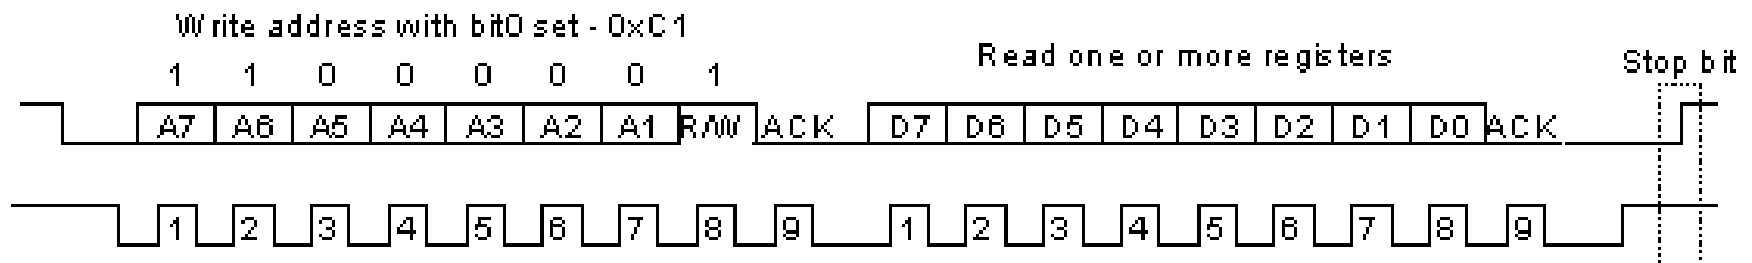 Write address with bit0 set - 0xC1
Read one or more registers
Stop bit
1 1 0 0 0 0 0 1
A7 A6 A5 A4 A3 A2 A1 R/W ACK D7 D6 D5 D4 D3 D2 D1 D0 ACK
1 2 3 4 5 6 7 8 9 1 2 3 4 5 6 7 8 9